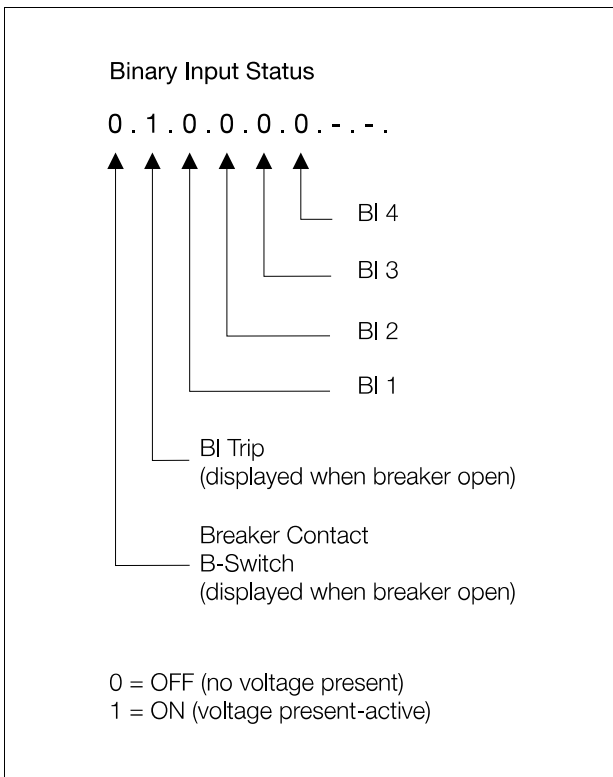 Binary Input Status
0 . 1 . 0 . 0 . 0 . 0 . - . - .
BI 4
BI 3
BI 2
BI 1
BI Trip
(displayed when breaker open)
Breaker Contact
B-Switch
(displayed when breaker open)
0 = OFF (no voltage present)
1 = ON (voltage present-active)